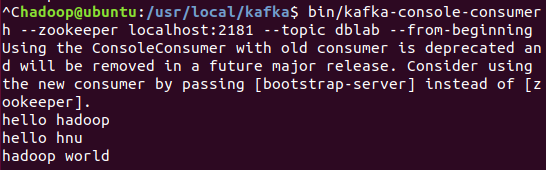 ^Chadoop@ubuntu:/usr/local/kafka$ bin/kafka-console-consumer
h --zookeeper localhost:2181 --topic dblab --from-beginning
Using the ConsoleConsumer with old consumer is deprecated an
d will be removed in a future major release. Consider using
the new consumer by passing [bootstrap-server] instead of [z
ookeeper].
hello hadoop
hello hnu
hadoop world